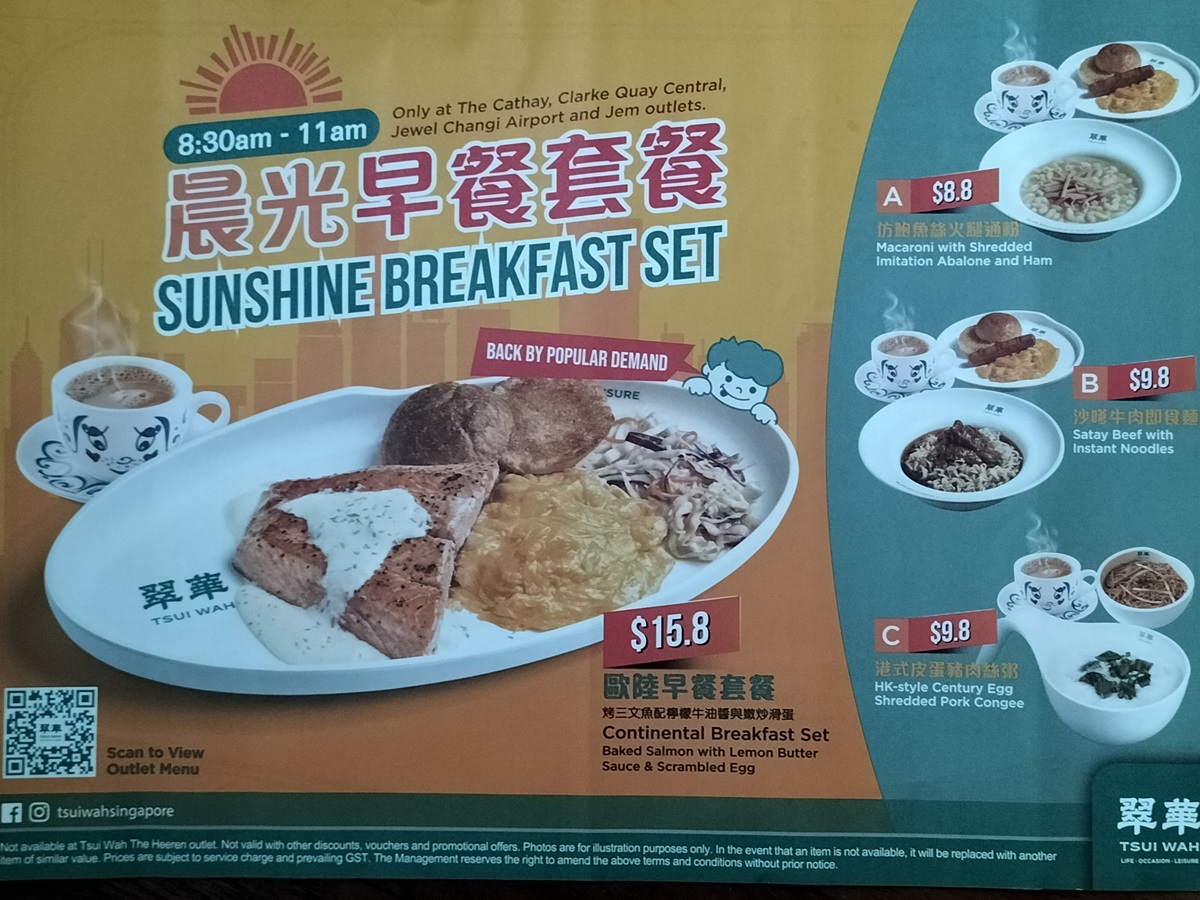 8:30am - 11am
Only at The Cathay, Clarke Quay Central,
Jewel Changi Airport and Jem outlets.
晨光早餐套餐
SUNSHINE BREAKFAST SET
BACK BY POPULAR DEMAND
SURE
翠華
TSUI WAH
$15.8
歐陸早餐套餐
烤三文魚配檸檬牛油醬與嫩炒滑蛋
Continental Breakfast Set
Baked Salmon with Lemon Butter
Sauce & Scrambled Egg
Scan to View
Outlet Menu
A $8.8
仿鮑魚絲火腿通粉
Macaroni with Shredded
Imitation Abalone and Ham
B $9.8
沙嗲牛肉即食麵
Satay Beef with
Instant Noodles
C $9.8
港式皮蛋豬肉絲粥
HK-style Century Egg
Shredded Pork Congee
tsuiwahsingapore
Not available at Tsui Wah The Heeren outlet. Not valid with other discounts, vouchers and promotional offers. Photos are for illustration purposes only. In the event that an item is not available, it will be replaced with another
item of similar value. Prices are subject to service charge and prevailing GST. The Management reserves the right to amend the above terms and conditions without prior notice.
翠華
TSUI WAH
LIFE · OCCASION · LEISURE